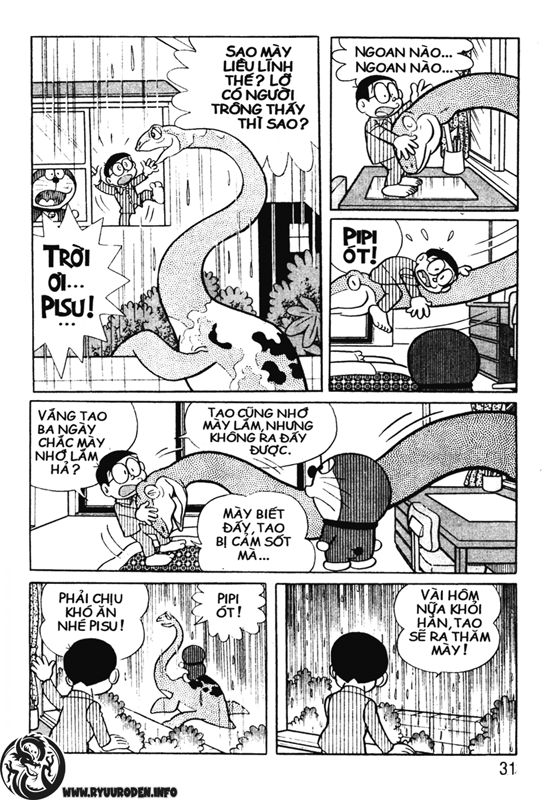 SAO MÀY
LIỀU LĨNH
THẾ? LỠ
CÓ NGƯỜI
TRÔNG THẤY
THÌ SAO?
TRỜI
ƠI...
PISU!
...
NGOAN NÀO...
NGOAN NÀO...
PIPI
ÓT!
VẮNG TAO
BA NGÀY
CHẮC MÀY
NHỚ LẮM
HẢ?
TAO CŨNG NHỚ
MÀY LẮM, NHƯNG
KHÔNG RA ĐẤY
ĐƯỢC.
MÀY BIẾT
ĐẤY, TAO
BỊ CẢM SỐT
MÀ...
PHẢI CHỊU
KHÓ ĂN
NHÉ PISU!
PIPI
ÓT!
VÀI HÔM
NỮA KHỎI
HẲN, TAO
SẼ RA THĂM
MÀY!
31
WWW.RYUURODEN.INFO